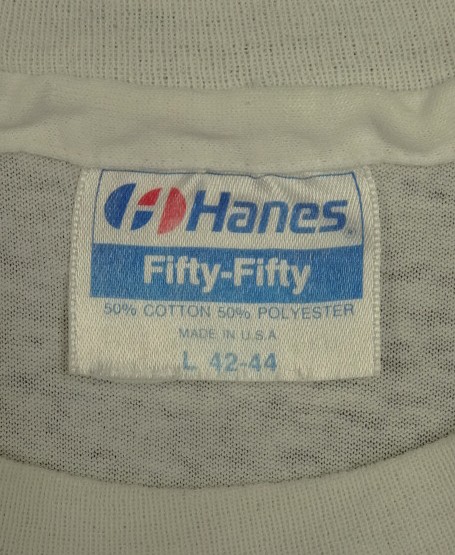 Hanes®
Fifty-Fifty
50% COTTON 50% POLYESTER
MADE IN U.S.A
L 42-44